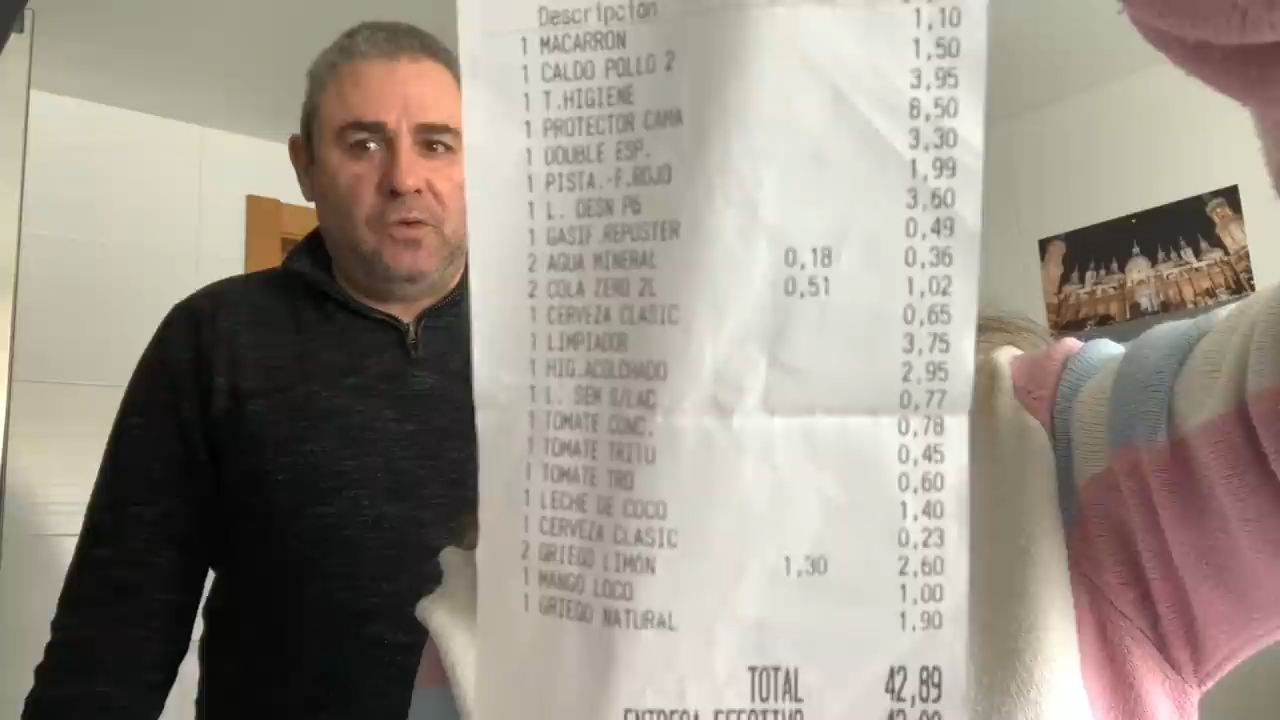 Descripción
1 MACARRON 1,10
1 CALDO POLLO 2 1,50
1 T.HIGIENE 3,95
1 PROTECTOR CAMA 8,50
1 DOUBLE ESP. 3,30
1 PISTA.-F.ROJO 1,99
1 L. DESN P6 3,60
1 GASIF.REPOSTER 0,49
2 AGUA MINERAL 0,18 0,36
2 COLA ZERO 2L 0,51 1,02
1 CERVEZA CLASIC 0,65
1 LIMPIADOR 3,75
1 HIG.ACOLCHADO 2,95
1 L. SEM S/LAC 0,77
1 TOMATE CONC. 0,78
1 TOMATE TRITU 0,45
1 TOMATE TRO 0,60
1 LECHE DE COCO 1,40
1 CERVEZA CLASIC 0,23
2 GRIEGO LIMÓN 1,30 2,60
1 MANGO LOCO 1,00
1 GRIEGO NATURAL 1,90
TOTAL 42,89
ENTREGA EFECTIVO